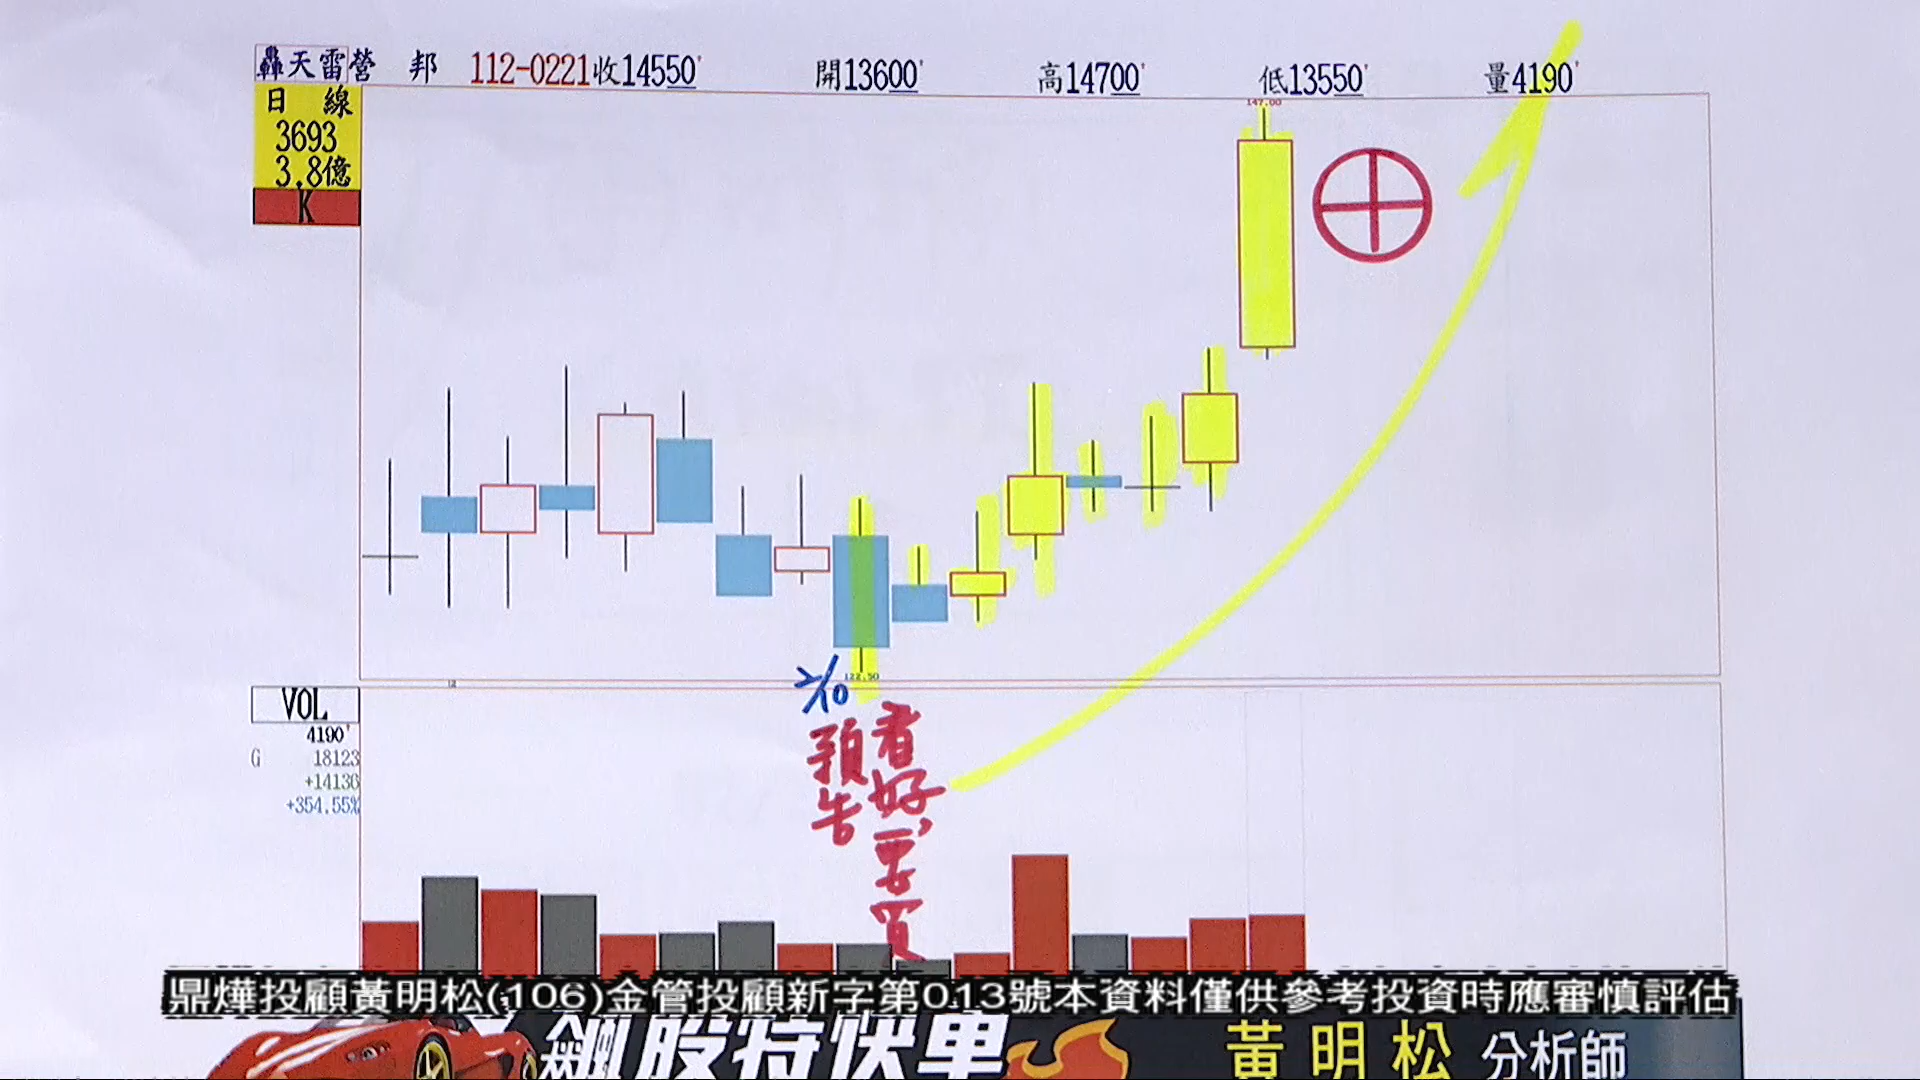 轟天雷營 邦 112-0221收14550' 開13600' 高14700' 低13550' 量4190'
日 線
3693
3.8億
K
147.00
122.50
12
2/10
預告
看好,要買
VOL
4190'
G 18123
+14136
+354.55%
鼎燁投顧黃明松(106)金管投顧新字第013號本資料僅供參考投資時應審慎評估
飆股特快車 黃明松 分析師